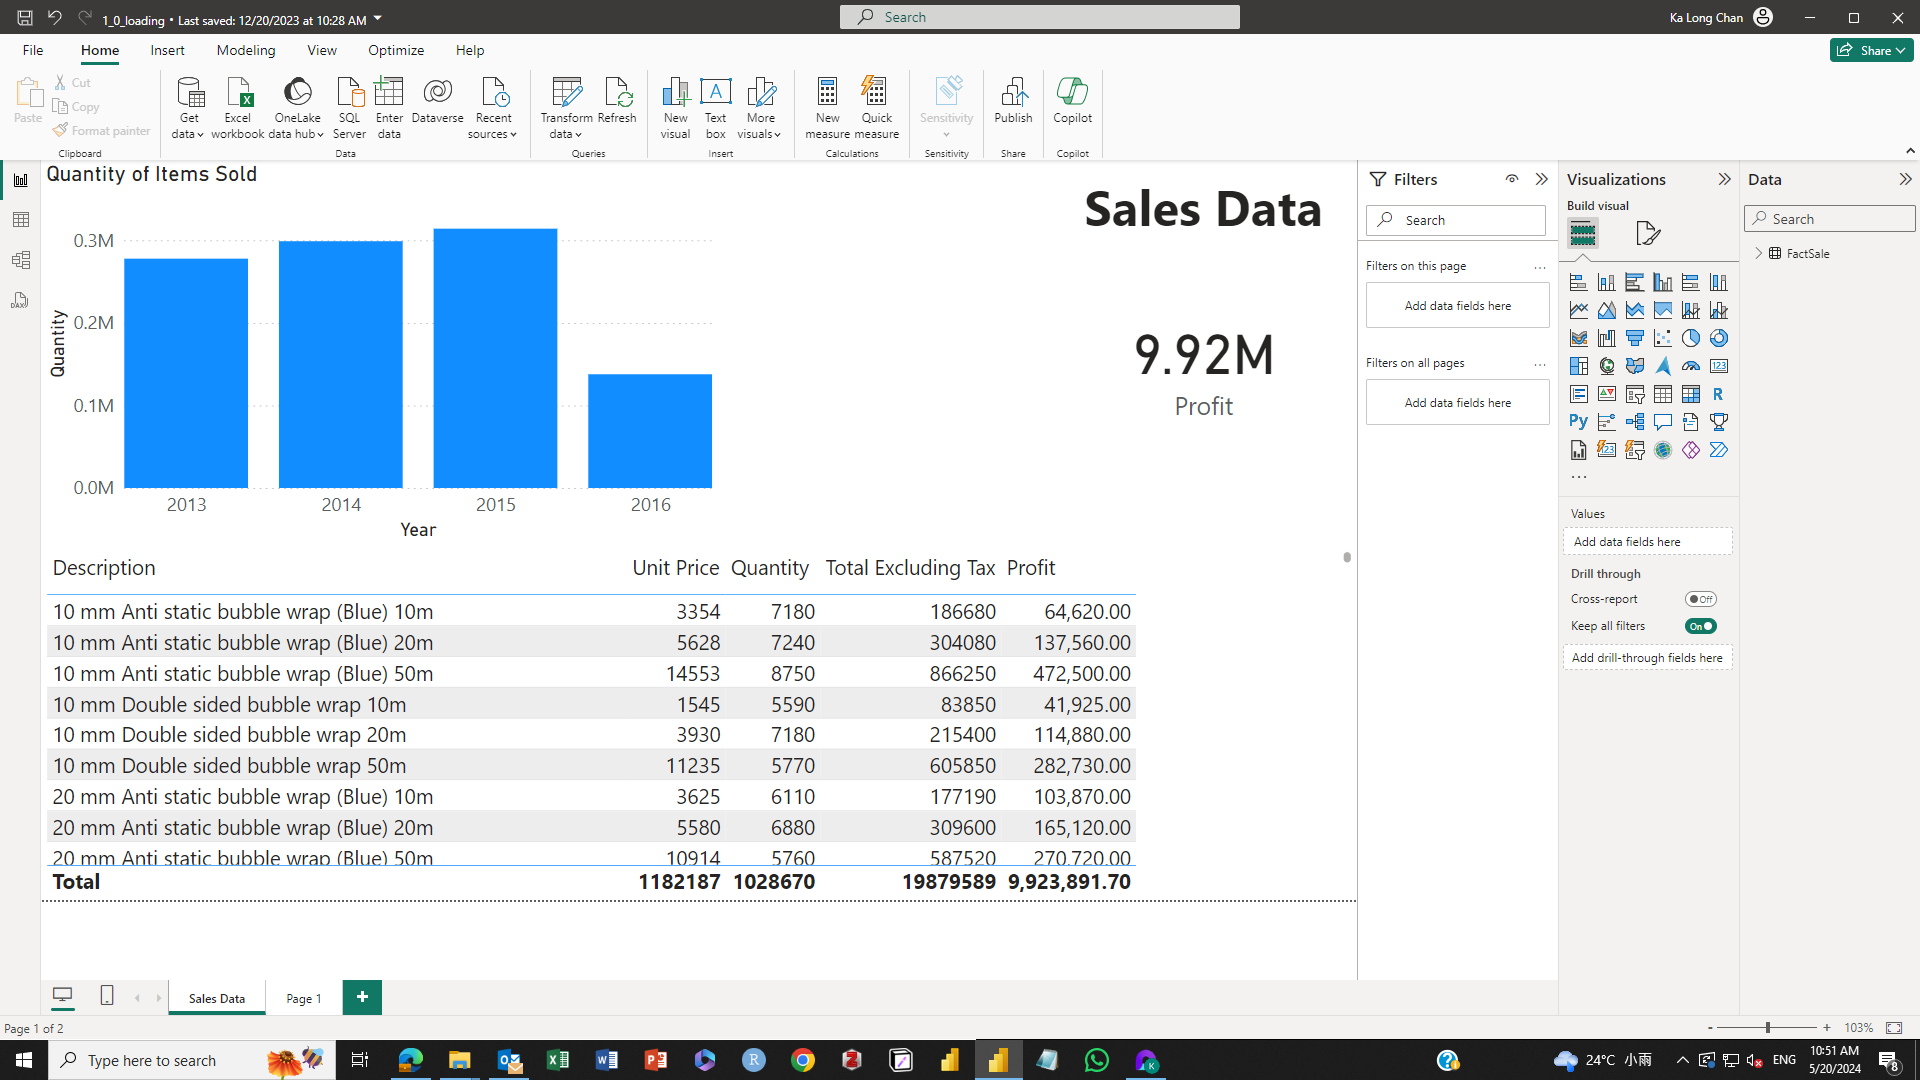 1_0_loading • Last saved: 12/20/2023 at 10:28 AM
Search
Ka Long Chan
File Home Insert Modeling View Optimize Help
Share
Paste
Cut
Copy
Format painter
Clipboard
Get data
Excel workbook
OneLake data hub
SQL Server
Enter data
Dataverse
Recent sources
Data
Transform data
Refresh
Queries
New visual
Text box
More visuals
Insert
New measure
Quick measure
Calculations
Sensitivity
Sensitivity
Publish
Share
Copilot
Copilot
Quantity of Items Sold
0.3M
0.2M
0.1M
0.0M
Quantity
2013 2014 2015 2016
Year
Sales Data
9.92M
Profit
Description Unit Price Quantity Total Excluding Tax Profit
10 mm Anti static bubble wrap (Blue) 10m 3354 7180 186680 64,620.00
10 mm Anti static bubble wrap (Blue) 20m 5628 7240 304080 137,560.00
10 mm Anti static bubble wrap (Blue) 50m 14553 8750 866250 472,500.00
10 mm Double sided bubble wrap 10m 1545 5590 83850 41,925.00
10 mm Double sided bubble wrap 20m 3930 7180 215400 114,880.00
10 mm Double sided bubble wrap 50m 11235 5770 605850 282,730.00
20 mm Anti static bubble wrap (Blue) 10m 3625 6110 177190 103,870.00
20 mm Anti static bubble wrap (Blue) 20m 5580 6880 309600 165,120.00
20 mm Anti static bubble wrap (Blue) 50m 10914 5760 587520 270,720.00
Total 1182187 1028670 19879589 9,923,891.70
Filters
Search
Filters on this page ...
Add data fields here
Filters on all pages ...
Add data fields here
Visualizations
Build visual
R
Py
123
...
Values
Add data fields here
Drill through
Cross-report Off
Keep all filters On
Add drill-through fields here
Data
Search
FactSale
Sales Data
Page 1
+
Page 1 of 2
- + 103%
Type here to search
24°C 小雨
ENG
10:51 AM
5/20/2024
8